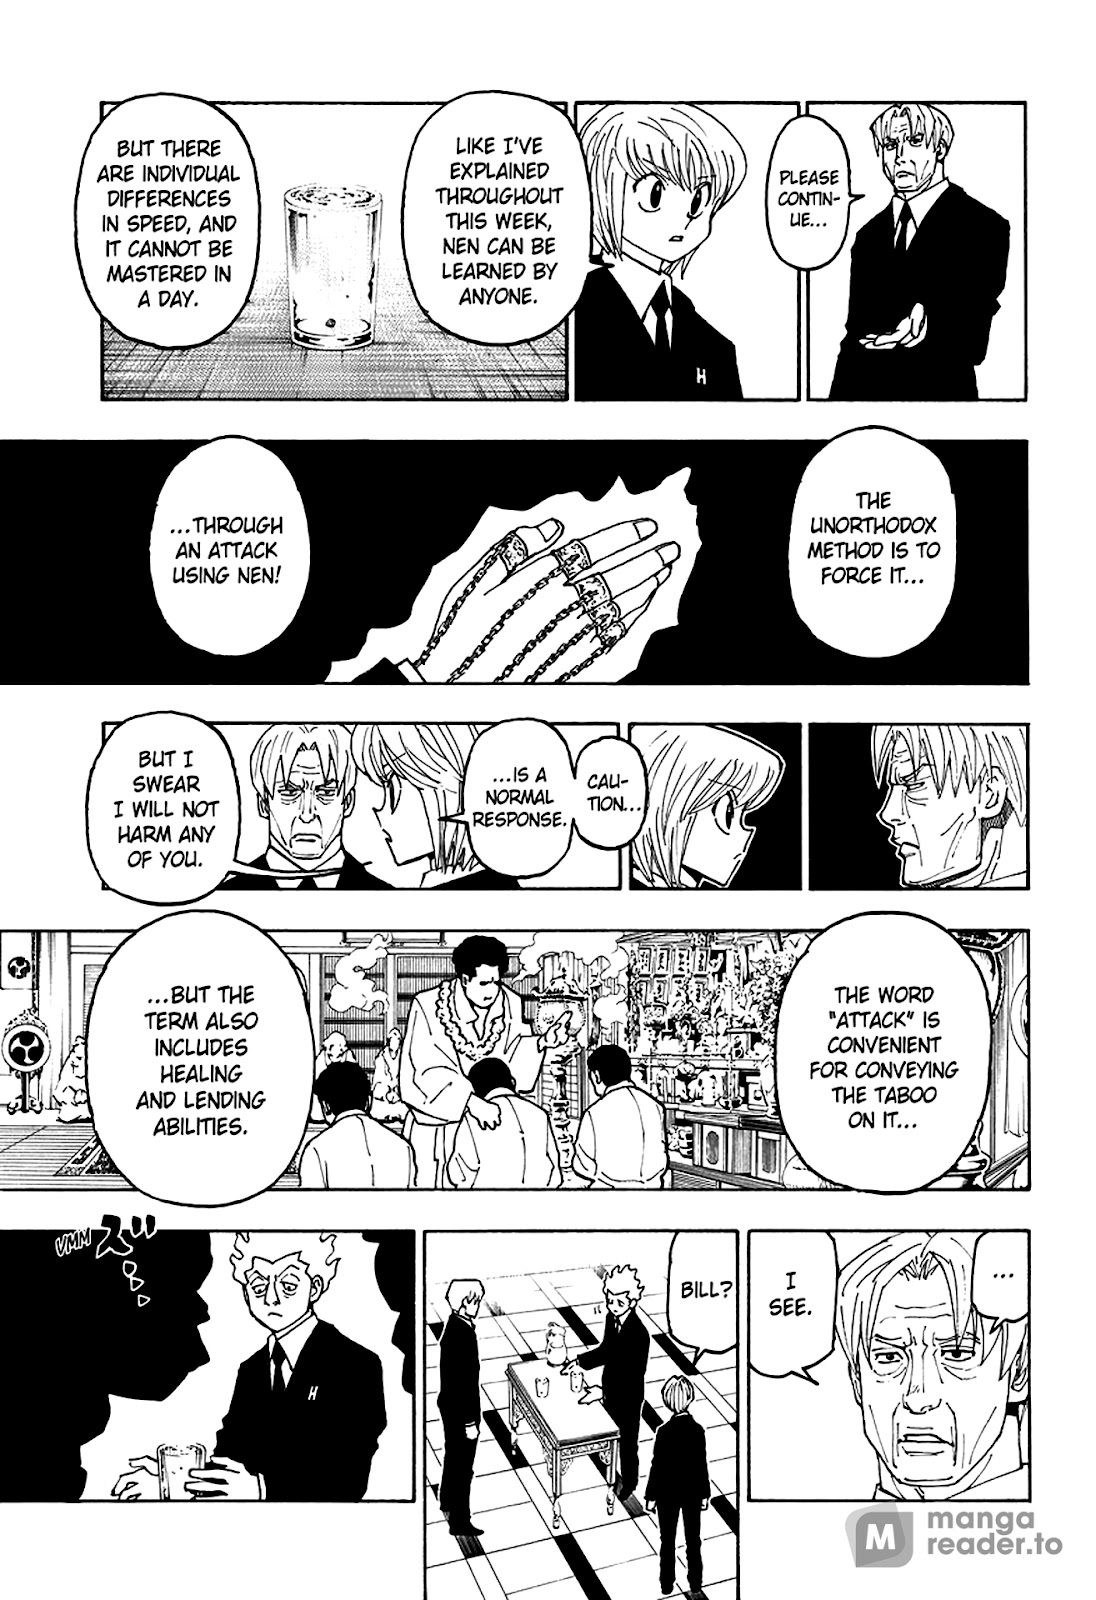 PLEASE
CONTIN-
UE...
H
LIKE I'VE
EXPLAINED
THROUGHOUT
THIS WEEK,
NEN CAN BE
LEARNED BY
ANYONE.
BUT THERE
ARE INDIVIDUAL
DIFFERENCES
IN SPEED, AND
IT CANNOT BE
MASTERED IN
A DAY.
THE
UNORTHODOX
METHOD IS TO
FORCE IT...
...THROUGH
AN ATTACK
USING NEN!
CAU-
TION...
...IS A
NORMAL
RESPONSE.
BUT I
SWEAR
I WILL NOT
HARM ANY
OF YOU.
THE WORD
"ATTACK" IS
CONVENIENT
FOR CONVEYING
THE TABOO
ON IT...
...BUT THE
TERM ALSO
INCLUDES
HEALING
AND LENDING
ABILITIES.
...
I
SEE.
BILL?
VMM
ズズ
H
M manga
reader.to